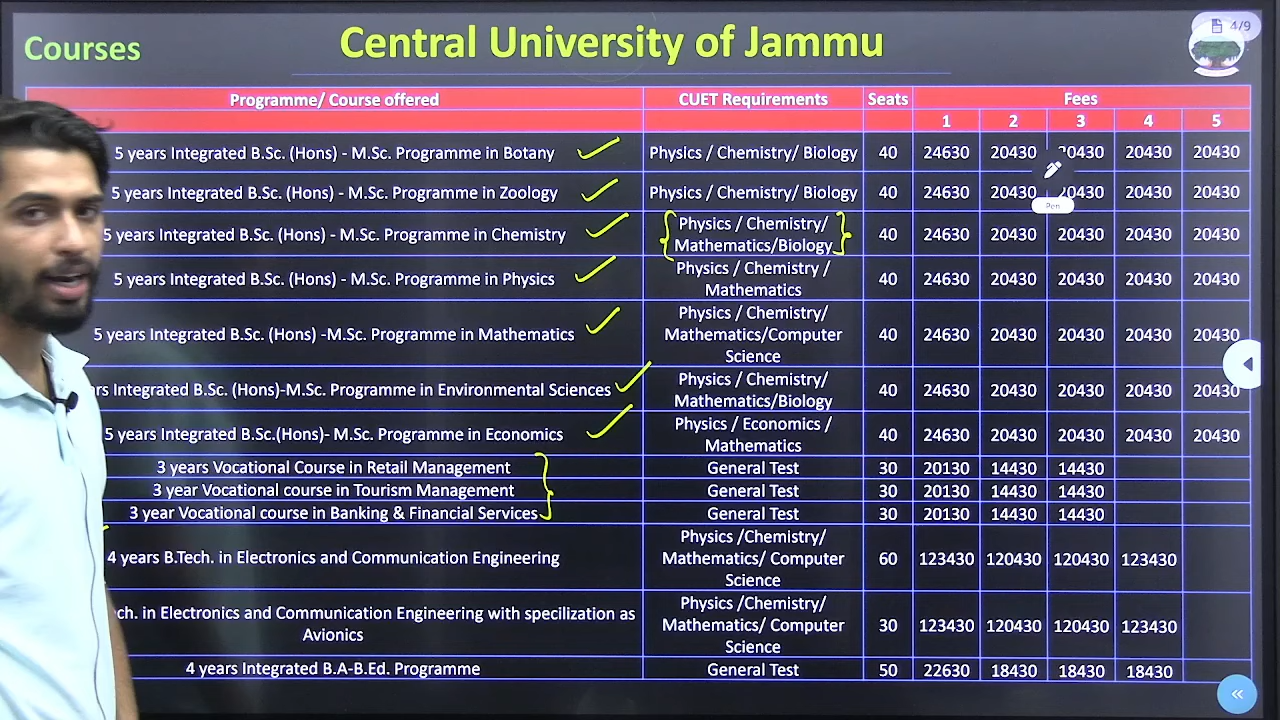 Courses
Central University of Jammu
4/9
Programme/ Course offered CUET Requirements Seats Fees
1 2 3 4 5
5 years Integrated B.Sc. (Hons) - M.Sc. Programme in Botany Physics / Chemistry/ Biology 40 24630 20430 20430 20430 20430
Pen
5 years Integrated B.Sc. (Hons) - M.Sc. Programme in Zoology Physics / Chemistry/ Biology 40 24630 20430 20430 20430 20430
5 years Integrated B.Sc. (Hons) - M.Sc. Programme in Chemistry Physics / Chemistry/ 40 24630 20430 20430 20430 20430
Mathematics/Biology
5 years Integrated B.Sc. (Hons) - M.Sc. Programme in Physics Physics / Chemistry / 40 24630 20430 20430 20430 20430
Mathematics
5 years Integrated B.Sc. (Hons) -M.Sc. Programme in Mathematics Physics / Chemistry/ 40 24630 20430 20430 20430 20430
Mathematics/Computer
Science
rs Integrated B.Sc. (Hons)-M.Sc. Programme in Environmental Sciences Physics / Chemistry/ 40 24630 20430 20430 20430 20430
Mathematics/Biology
5 years Integrated B.Sc.(Hons)- M.Sc. Programme in Economics Physics / Economics / 40 24630 20430 20430 20430 20430
Mathematics
3 years Vocational Course in Retail Management General Test 30 20130 14430 14430
3 year Vocational course in Tourism Management General Test 30 20130 14430 14430
3 year Vocational course in Banking & Financial Services General Test 30 20130 14430 14430
4 years B.Tech. in Electronics and Communication Engineering Physics /Chemistry/ 60 123430 120430 120430 123430
Mathematics/ Computer
Science
ech. in Electronics and Communication Engineering with specilization as Physics /Chemistry/ 30 123430 120430 120430 123430
Avionics Mathematics/ Computer
Science
4 years Integrated B.A-B.Ed. Programme General Test 50 22630 18430 18430 18430